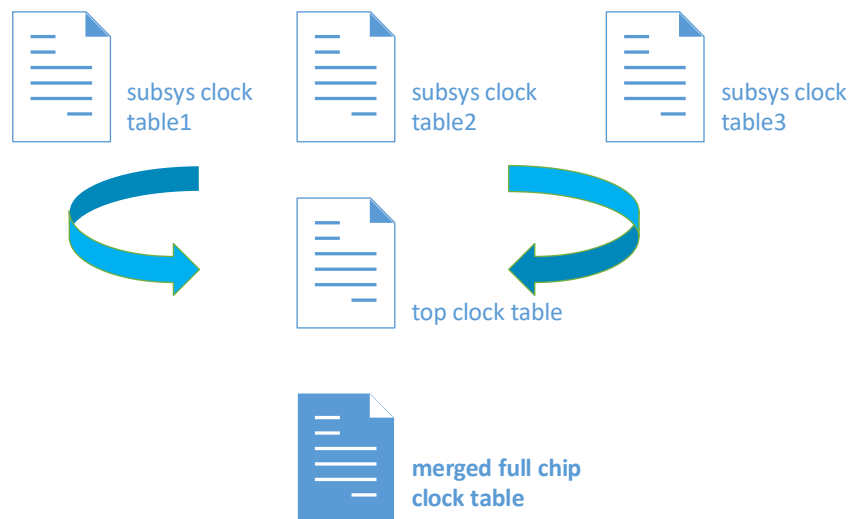 subsys clock
table1
subsys clock
table2
subsys clock
table3
top clock table
merged full chip
clock table